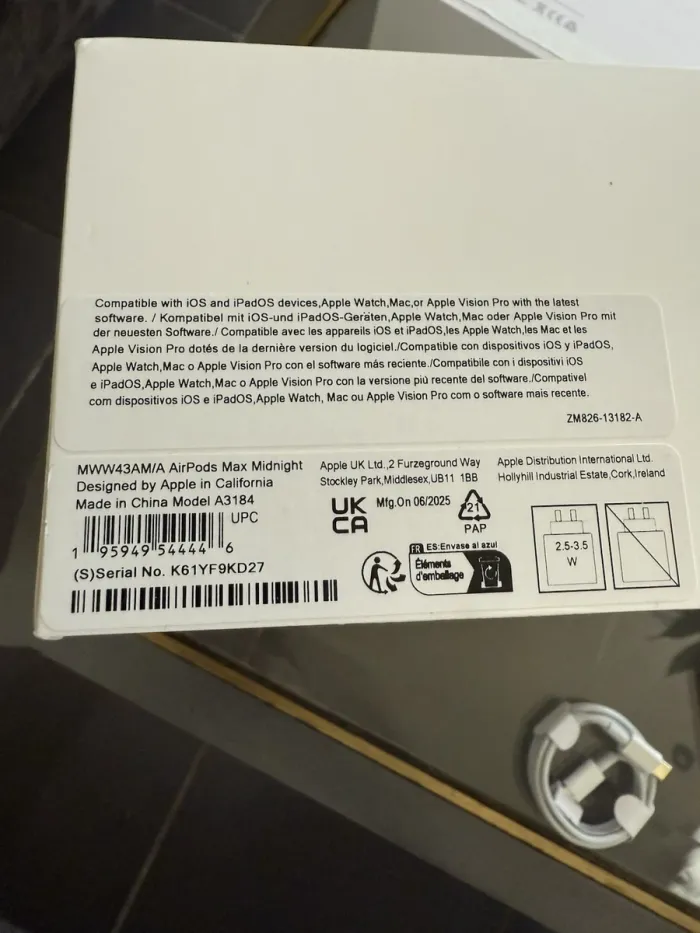 Compatible with iOS and iPadOS devices,Apple Watch,Mac,or Apple Vision Pro with the latest
software. / Kompatibel mit iOS-und iPadOS-Geräten,Apple Watch,Mac oder Apple Vision Pro mit
der neuesten Software./ Compatible avec les appareils iOS et iPadOS,les Apple Watch,les Mac et les
Apple Vision Pro dotés de la dernière version du logiciel./Compatible con dispositivos iOS y iPadOS,
Apple Watch,Mac o Apple Vision Pro con el software más reciente./Compatibile con i dispositivi iOS
e iPadOS,Apple Watch,Mac o Apple Vision Pro con la versione più recente del software./Compatível
com dispositivos iOS e iPadOS,Apple Watch, Mac ou Apple Vision Pro com o software mais recente.
ZM826-13182-A
MWW43AM/A AirPods Max Midnight
Designed by Apple in California
Made in China Model A3184
UPC
1 95949 54444 6
(S)Serial No. K61YF9KD27
Apple UK Ltd.,2 Furzeground Way
Stockley Park,Middlesex,UB11 1BB
UK
CA
Mfg.On 06/2025
21
PAP
FR ES:Envase al azul
Éléments
d'emballage
Apple Distribution International Ltd.
Hollyhill Industrial Estate,Cork,Ireland
2.5-3.5
W